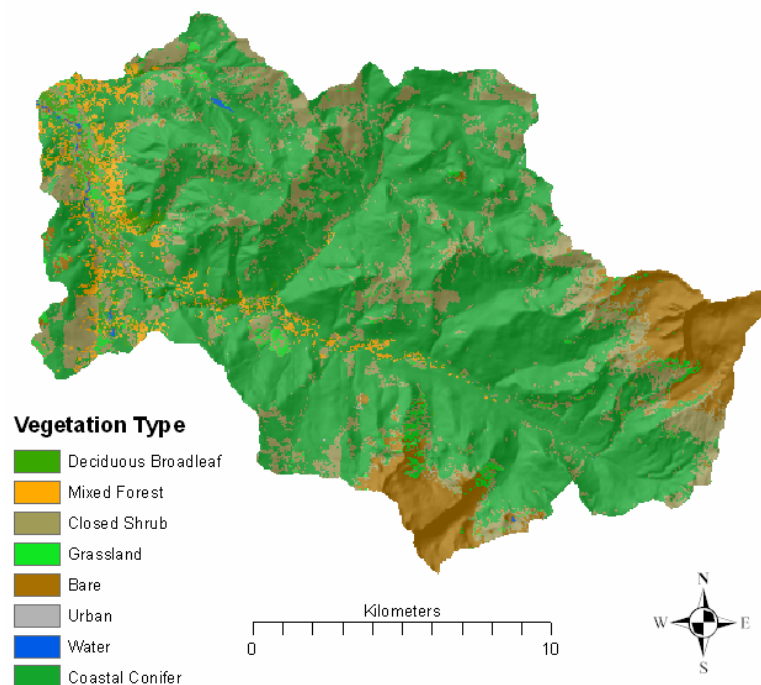 Vegetation Type
Deciduous Broadleaf
Mixed Forest
Closed Shrub
Grassland
Bare
Urban
Water
Coastal Conifer
Kilometers
0 10
N
W E
S